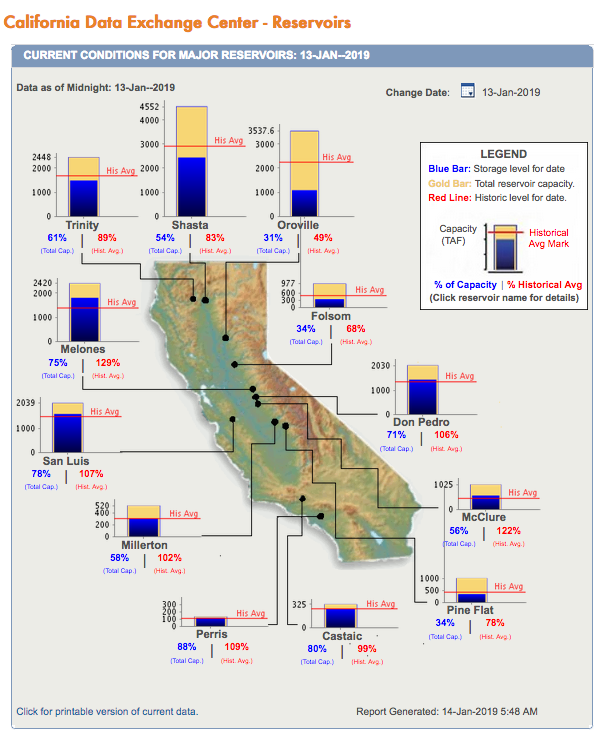 California Data Exchange Center - Reservoirs
CURRENT CONDITIONS FOR MAJOR RESERVOIRS: 13-JAN--2019
Data as of Midnight: 13-Jan--2019
Change Date: 13-Jan-2019
2448
2000
1000
0
His Avg
Trinity
61% | 89%
(Total Cap.) (Hist. Avg.)
4552
4000
3000
2000
1000
0
His Avg
Shasta
54% | 83%
(Total Cap.) (Hist. Avg.)
3537.6
3000
2000
1000
0
His Avg
Oroville
31% | 49%
(Total Cap.) (Hist. Avg.)
LEGEND
Blue Bar: Storage level for date
Gold Bar: Total reservoir capacity.
Red Line: Historic level for date.
Capacity
(TAF)
Historical
Avg Mark
% of Capacity | % Historical Avg
(Click reservoir name for details)
2420
2000
1000
0
His Avg
Melones
75% | 129%
(Total Cap.) (Hist. Avg.)
977
600
300
0
His Avg
Folsom
34% | 68%
(Total Cap.) (Hist. Avg.)
2030
1000
0
His Avg
Don Pedro
71% | 106%
(Total Cap.) (Hist. Avg.)
2039
1000
0
His Avg
San Luis
78% | 107%
(Total Cap.) (Hist. Avg.)
1025
0
His Avg
McClure
56% | 122%
(Total Cap.) (Hist. Avg.)
520
400
200
0
His Avg
Millerton
58% | 102%
(Total Cap.) (Hist. Avg.)
1000
500
0
His Avg
Pine Flat
34% | 78%
(Total Cap.) (Hist. Avg.)
300
200
100
0
His Avg
Perris
88% | 109%
(Total Cap.) (Hist. Avg.)
325
0
His Avg
Castaic
80% | 99%
(Total Cap.) (Hist. Avg.)
Click for printable version of current data.
Report Generated: 14-Jan-2019 5:48 AM